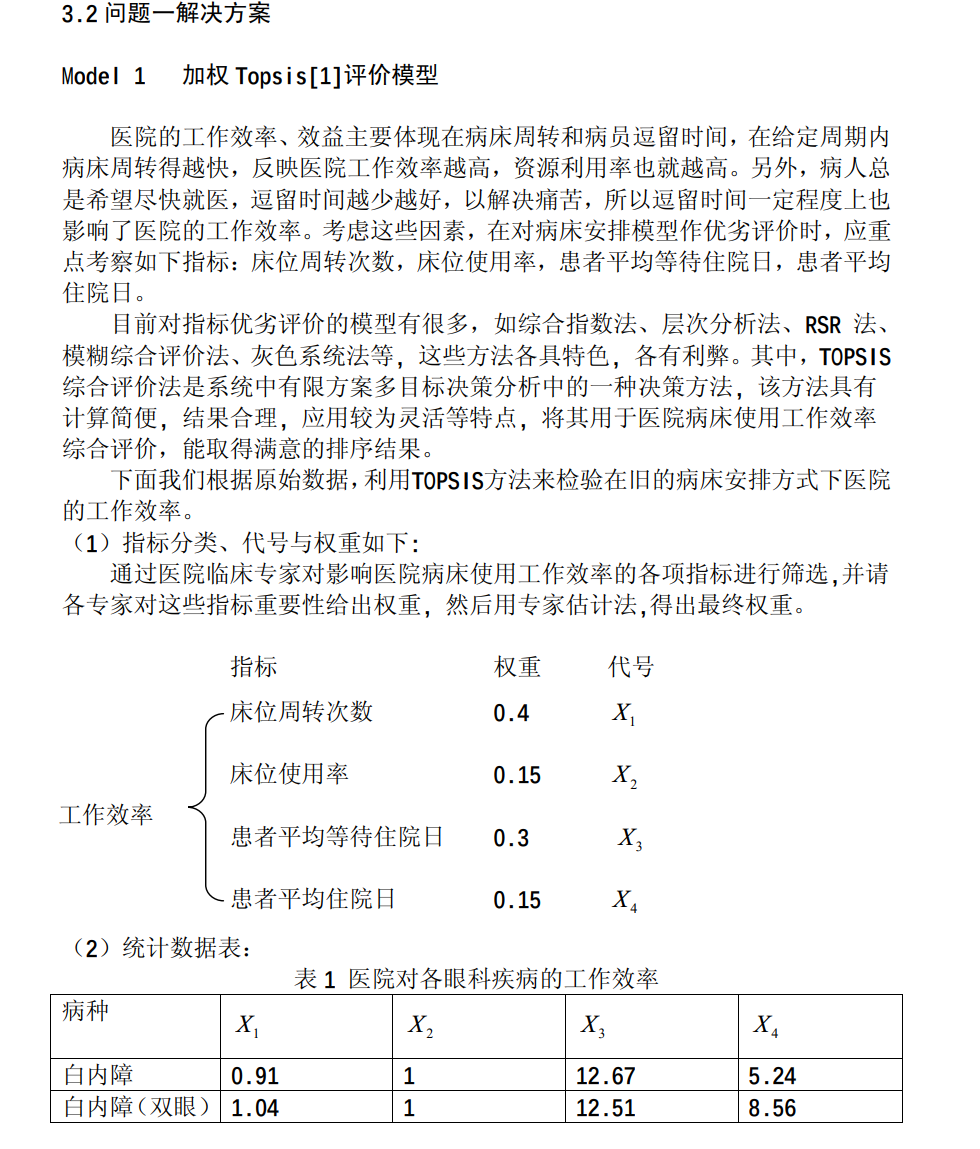 3.2 问题一解决方案
Model 1 加权 Topsis[1]评价模型
医院的工作效率、效益主要体现在病床周转和病员逗留时间，在给定周期内
病床周转得越快，反映医院工作效率越高，资源利用率也就越高。另外，病人总
是希望尽快就医，逗留时间越少越好，以解决痛苦，所以逗留时间一定程度上也
影响了医院的工作效率。考虑这些因素，在对病床安排模型作优劣评价时，应重
点考察如下指标：床位周转次数，床位使用率，患者平均等待住院日，患者平均
住院日。
目前对指标优劣评价的模型有很多，如综合指数法、层次分析法、RSR 法、
模糊综合评价法、灰色系统法等，这些方法各具特色，各有利弊。其中，TOPSIS
综合评价法是系统中有限方案多目标决策分析中的一种决策方法，该方法具有
计算简便，结果合理，应用较为灵活等特点，将其用于医院病床使用工作效率
综合评价，能取得满意的排序结果。
下面我们根据原始数据,利用TOPSIS方法来检验在旧的病床安排方式下医院
的工作效率。
（1）指标分类、代号与权重如下:
通过医院临床专家对影响医院病床使用工作效率的各项指标进行筛选,并请
各专家对这些指标重要性给出权重，然后用专家估计法,得出最终权重。
指标 权重 代号
床位周转次数 0.4 X1
床位使用率 0.15 X2
工作效率
患者平均等待住院日 0.3 X3
患者平均住院日 0.15 X4
（2）统计数据表：
表 1 医院对各眼科疾病的工作效率
病种 X1 X2 X3 X4
白内障 0.91 1 12.67 5.24
白内障（双眼） 1.04 1 12.51 8.56